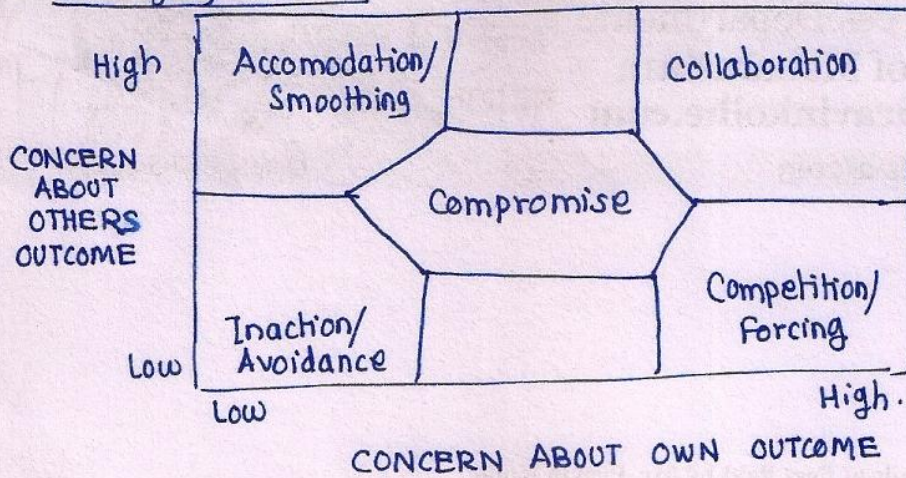 High
Accomodation/
Smoothing
Collaboration
CONCERN
ABOUT
OTHERS
OUTCOME
Compromise
Inaction/
Avoidance
Competition/
Forcing
Low
Low
High.
CONCERN ABOUT OWN OUTCOME